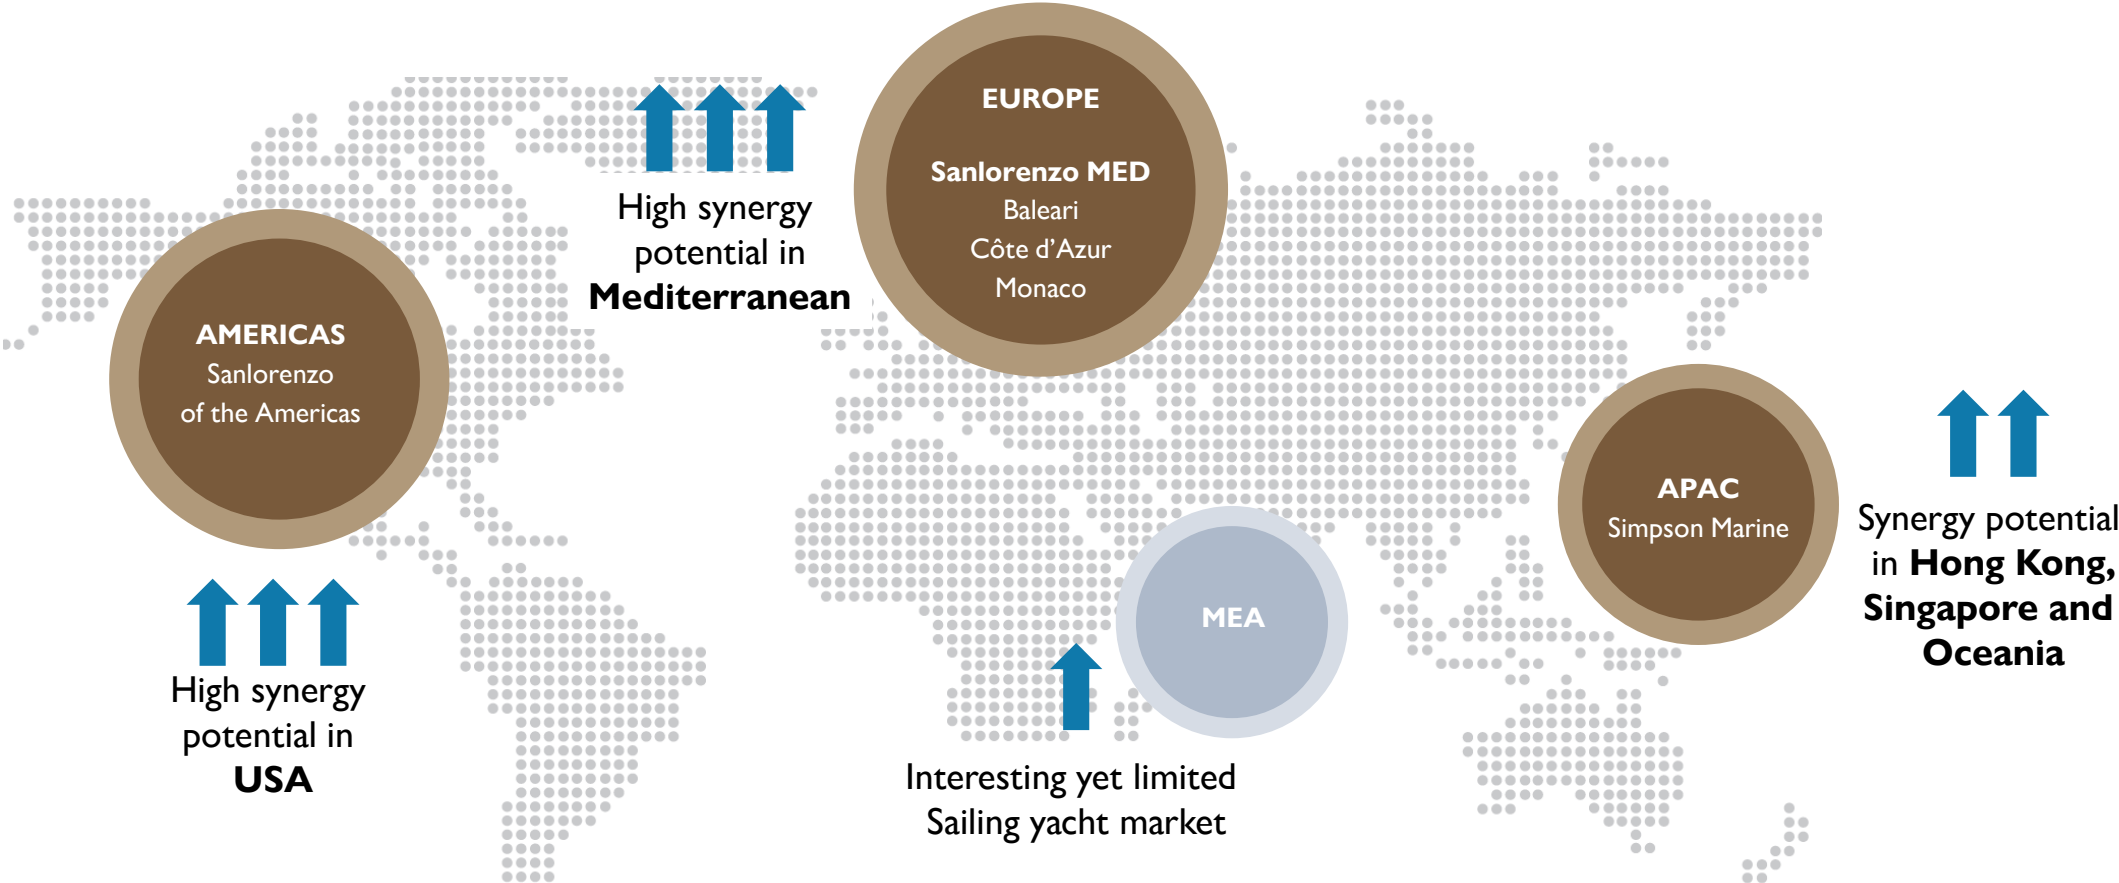 EUROPE
Sanlorenzo MED
Baleari
Côte d'Azur
Monaco
High synergy
potential in
Mediterranean
AMERICAS
Sanlorenzo
of the Americas
High synergy
potential in
USA
APAC
Simpson Marine
Synergy potential
in Hong Kong,
Singapore and
Oceania
MEA
Interesting yet limited
Sailing yacht market